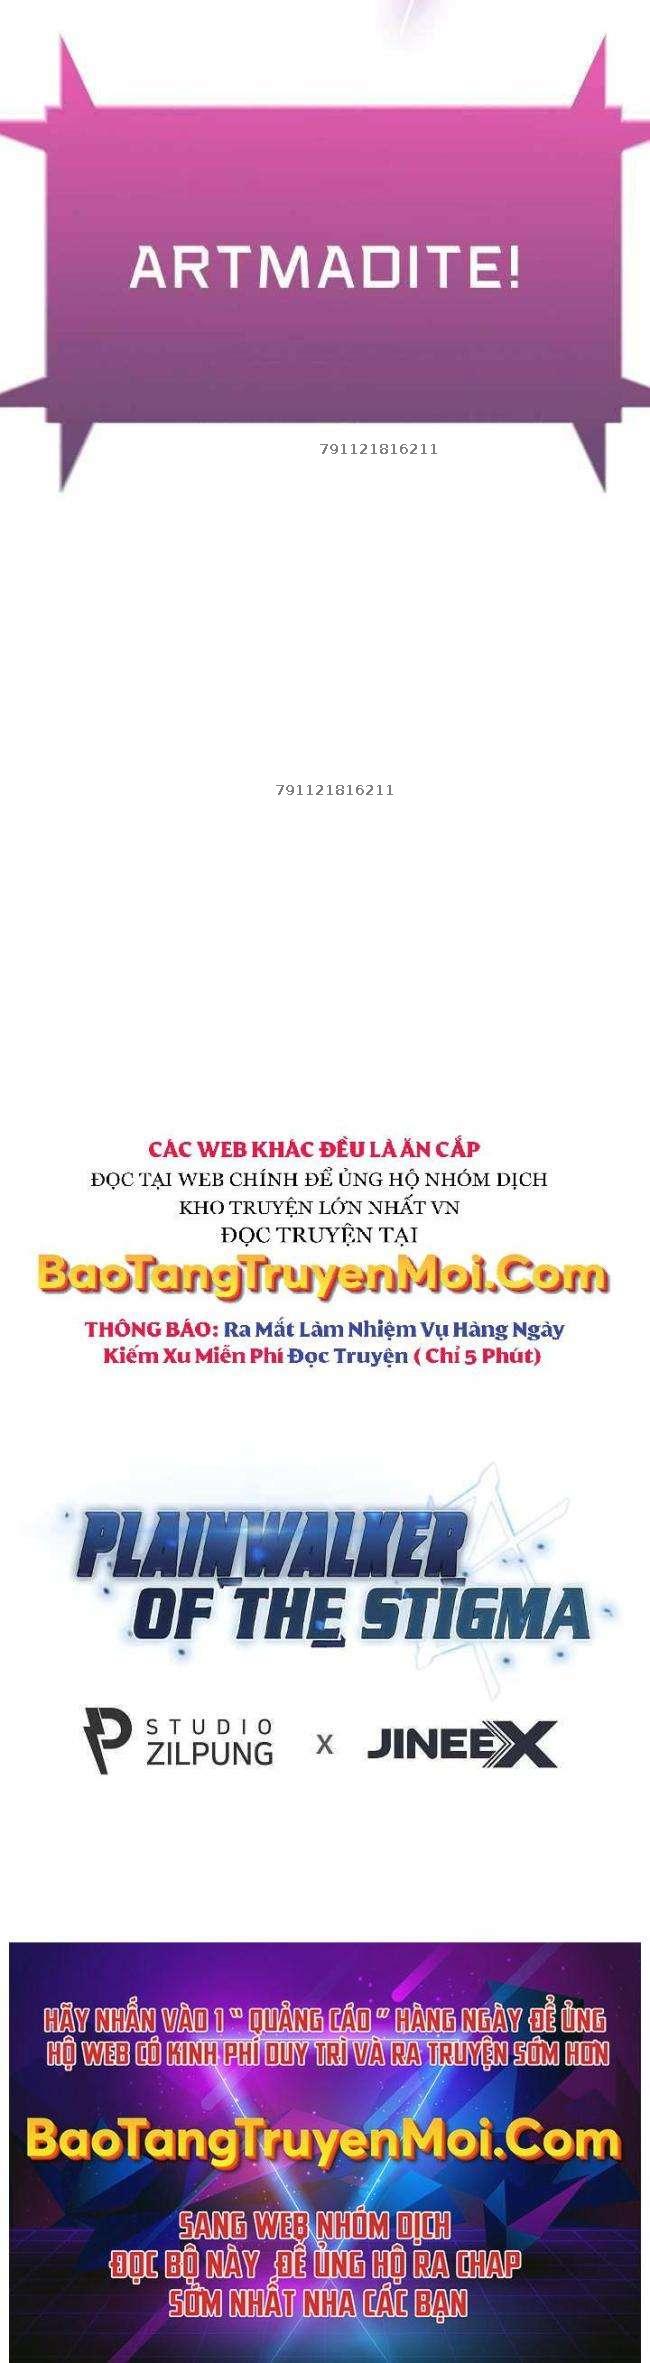 ARTMADITE!
791121816211
791121816211
CÁC WEB KHÁC ĐỀU LÀ ĂN CẮP
ĐỌC TẠI WEB CHÍNH ĐỂ ỦNG HỘ NHÓM DỊCH
KHO TRUYỆN LỚN NHẤT VN
ĐỌC TRUYỆN TẠI
BaoTangTruyenMoi.Com
THÔNG BÁO: Ra Mắt Làm Nhiệm Vụ Hàng Ngày
Kiếm Xu Miễn Phí Đọc Truyện ( Chỉ 5 Phút)
PLAINWALKER
OF THE STIGMA
STUDIO
ZILPUNG X JINEEX
HÃY NHẤN VÀO 1 “ QUẢNG CÁO ” HÀNG NGÀY ĐỂ ỦNG
HỘ WEB CÓ KINH PHÍ DUY TRÌ VÀ RA TRUYỆN SỚM HƠN
BaoTangTruyenMoi.Com
SANG WEB NHÓM DỊCH
ĐỌC BỘ NÀY ĐỂ ỦNG HỘ RA CHAP
SỚM NHẤT NHA CÁC BẠN